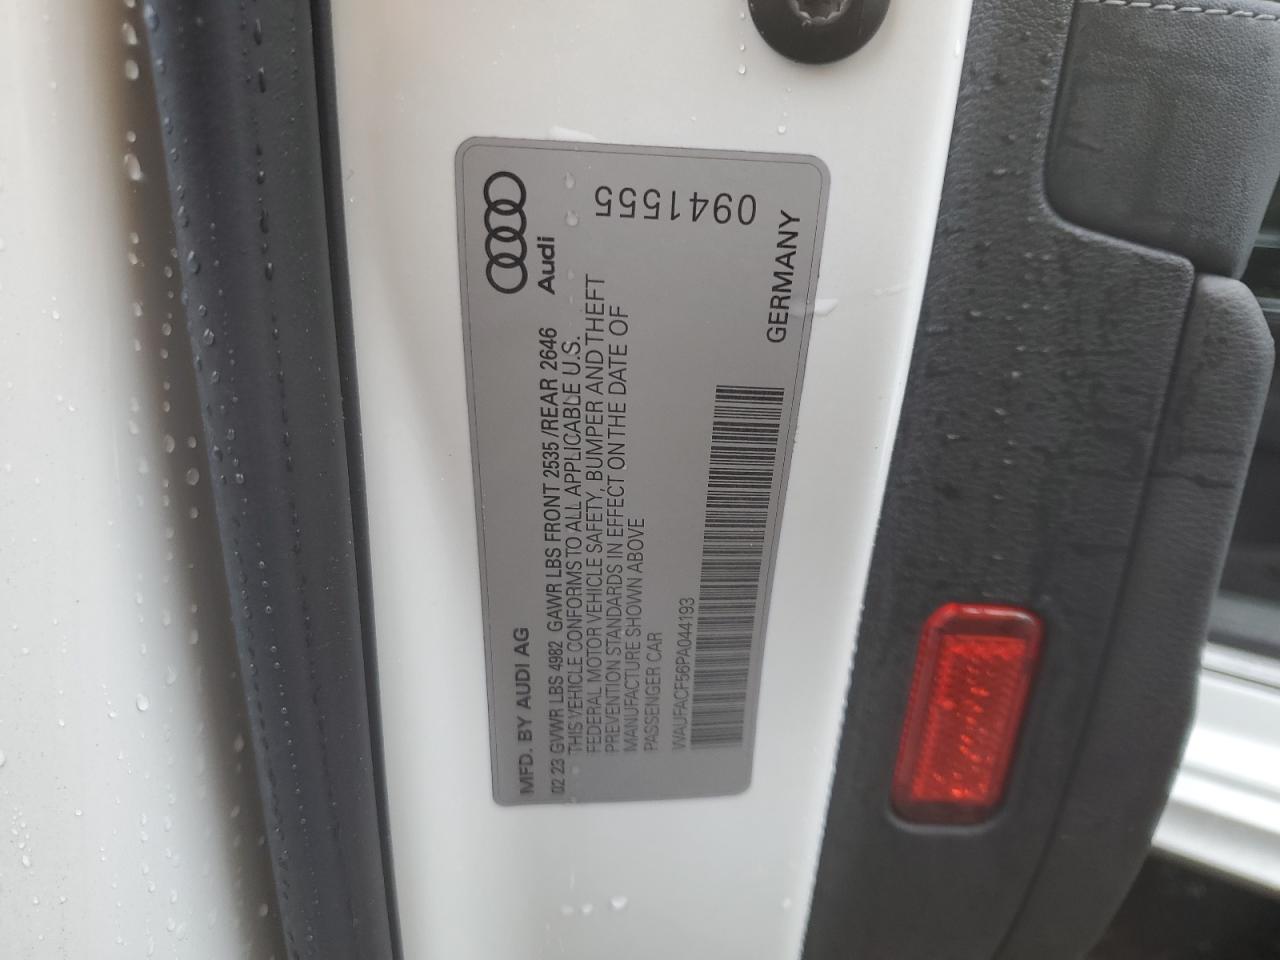 Audi
0941555
MFD. BY AUDI AG
GERMANY
02 23 GVWR LBS 4982 GAWR LBS FRONT 2535 /REAR 2646
THIS VEHICLE CONFORMS TO ALL APPLICABLE U.S.
FEDERAL MOTOR VEHICLE SAFETY, BUMPER AND THEFT
PREVENTION STANDARDS IN EFFECT ON THE DATE OF
MANUFACTURE SHOWN ABOVE
PASSENGER CAR
WAUFACF56PA044193